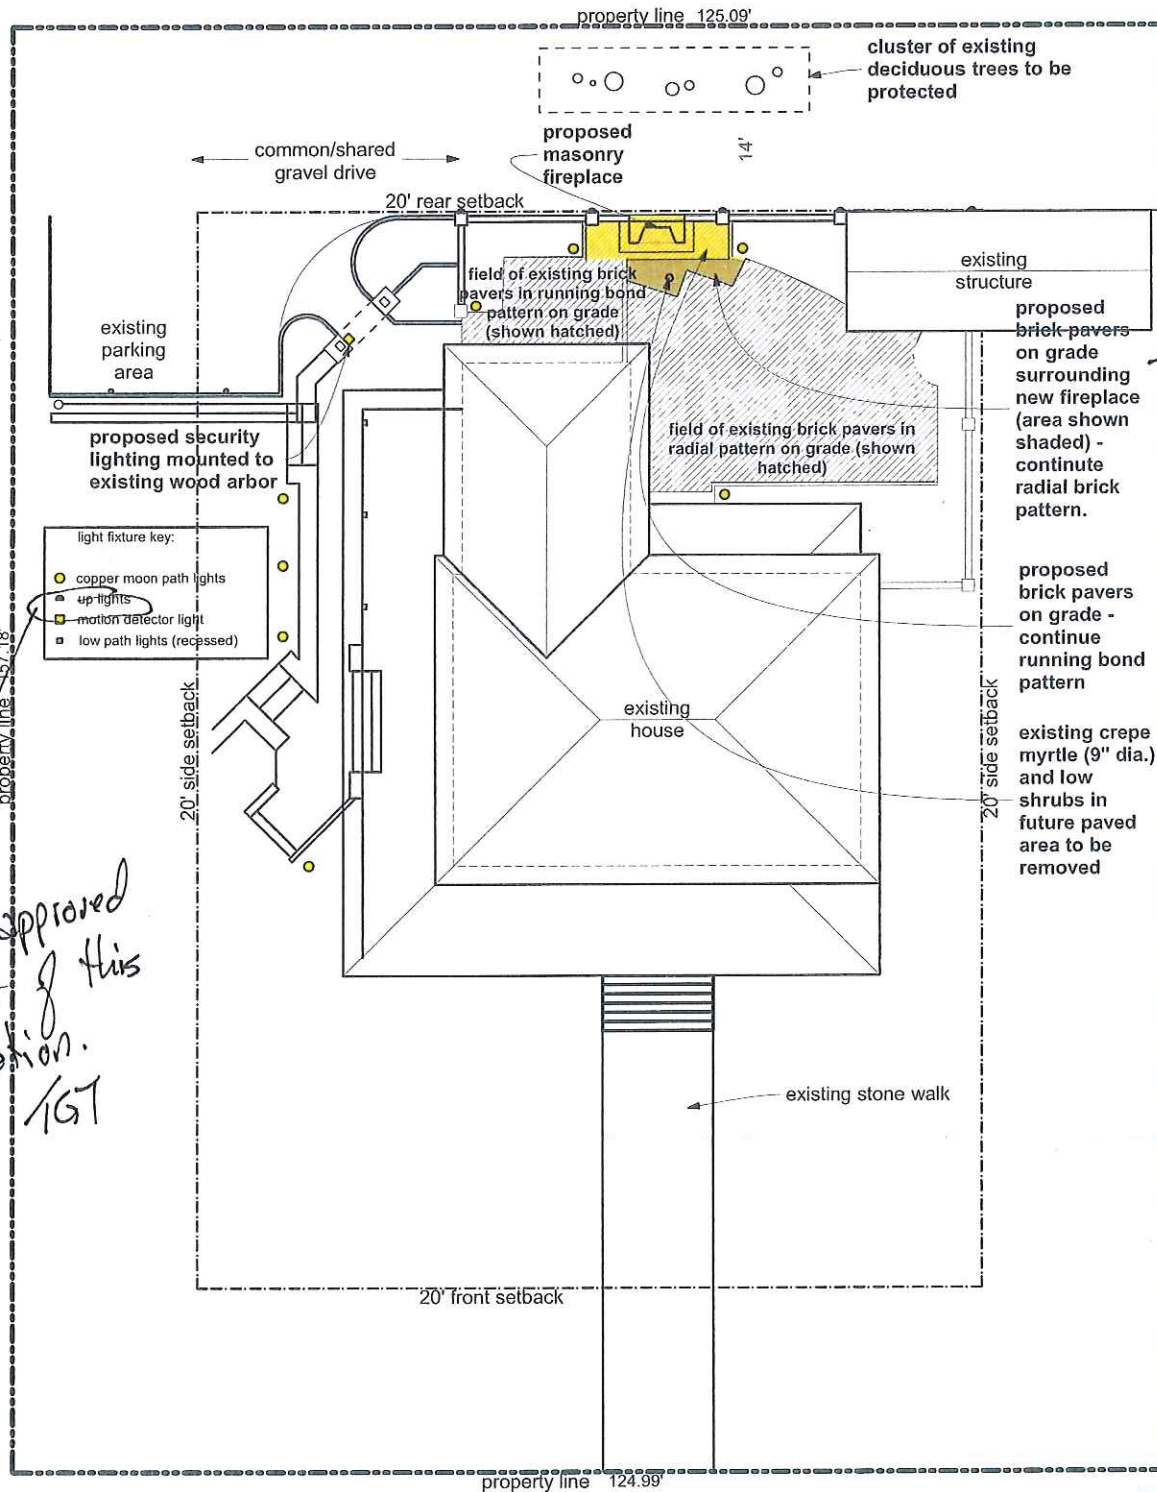 property line 125.09'
cluster of existing
deciduous trees to be
protected
proposed
masonry
fireplace
14'
common/shared
gravel drive
20' rear setback
field of existing brick
pavers in running bond
pattern on grade
(shown hatched)
existing
structure
existing
parking
area
proposed
brick pavers
on grade
surrounding
new fireplace
(area shown
shaded) -
continute
radial brick
pattern.
field of existing brick pavers in
radial pattern on grade (shown
hatched)
proposed security
lighting mounted to
existing wood arbor
light fixture key:
copper moon path lights
up lights
motion detector light
low path lights (recessed)
proposed
brick pavers
on grade -
continue
running bond
pattern
property line 157.18'
20' side setback
existing
house
20' side setback
existing crepe
myrtle (9" dia.)
and low
shrubs in
future paved
area to be
removed
approved
of this
TGT
existing stone walk
20' front setback
property line 124.99'